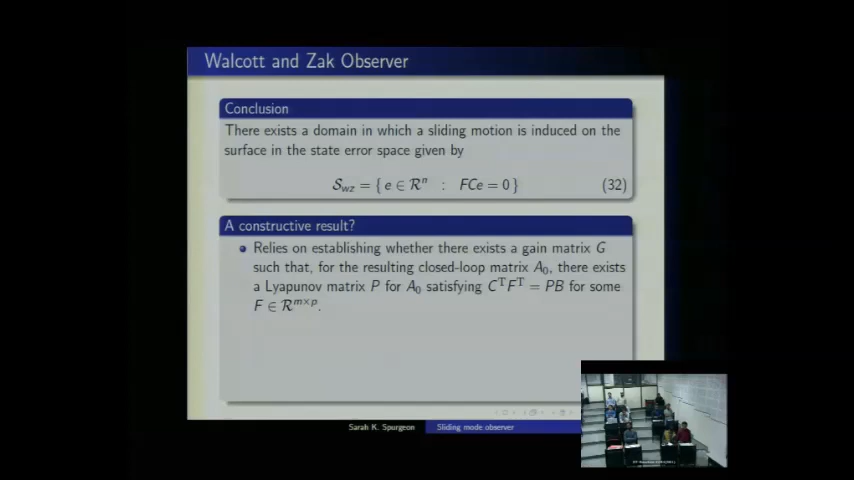 Walcott and Zak Observer
Conclusion
There exists a domain in which a sliding motion is induced on the
surface in the state error space given by
𝒮_wz = { e ∈ ℛⁿ : FCe = 0 } (32)
A constructive result?
Relies on establishing whether there exists a gain matrix G
such that, for the resulting closed-loop matrix A₀, there exists
a Lyapunov matrix P for A₀ satisfying CᵀFᵀ = PB for some
F ∈ ℛᵐˣᵖ.
Sarah K. Spurgeon
Sliding mode observer